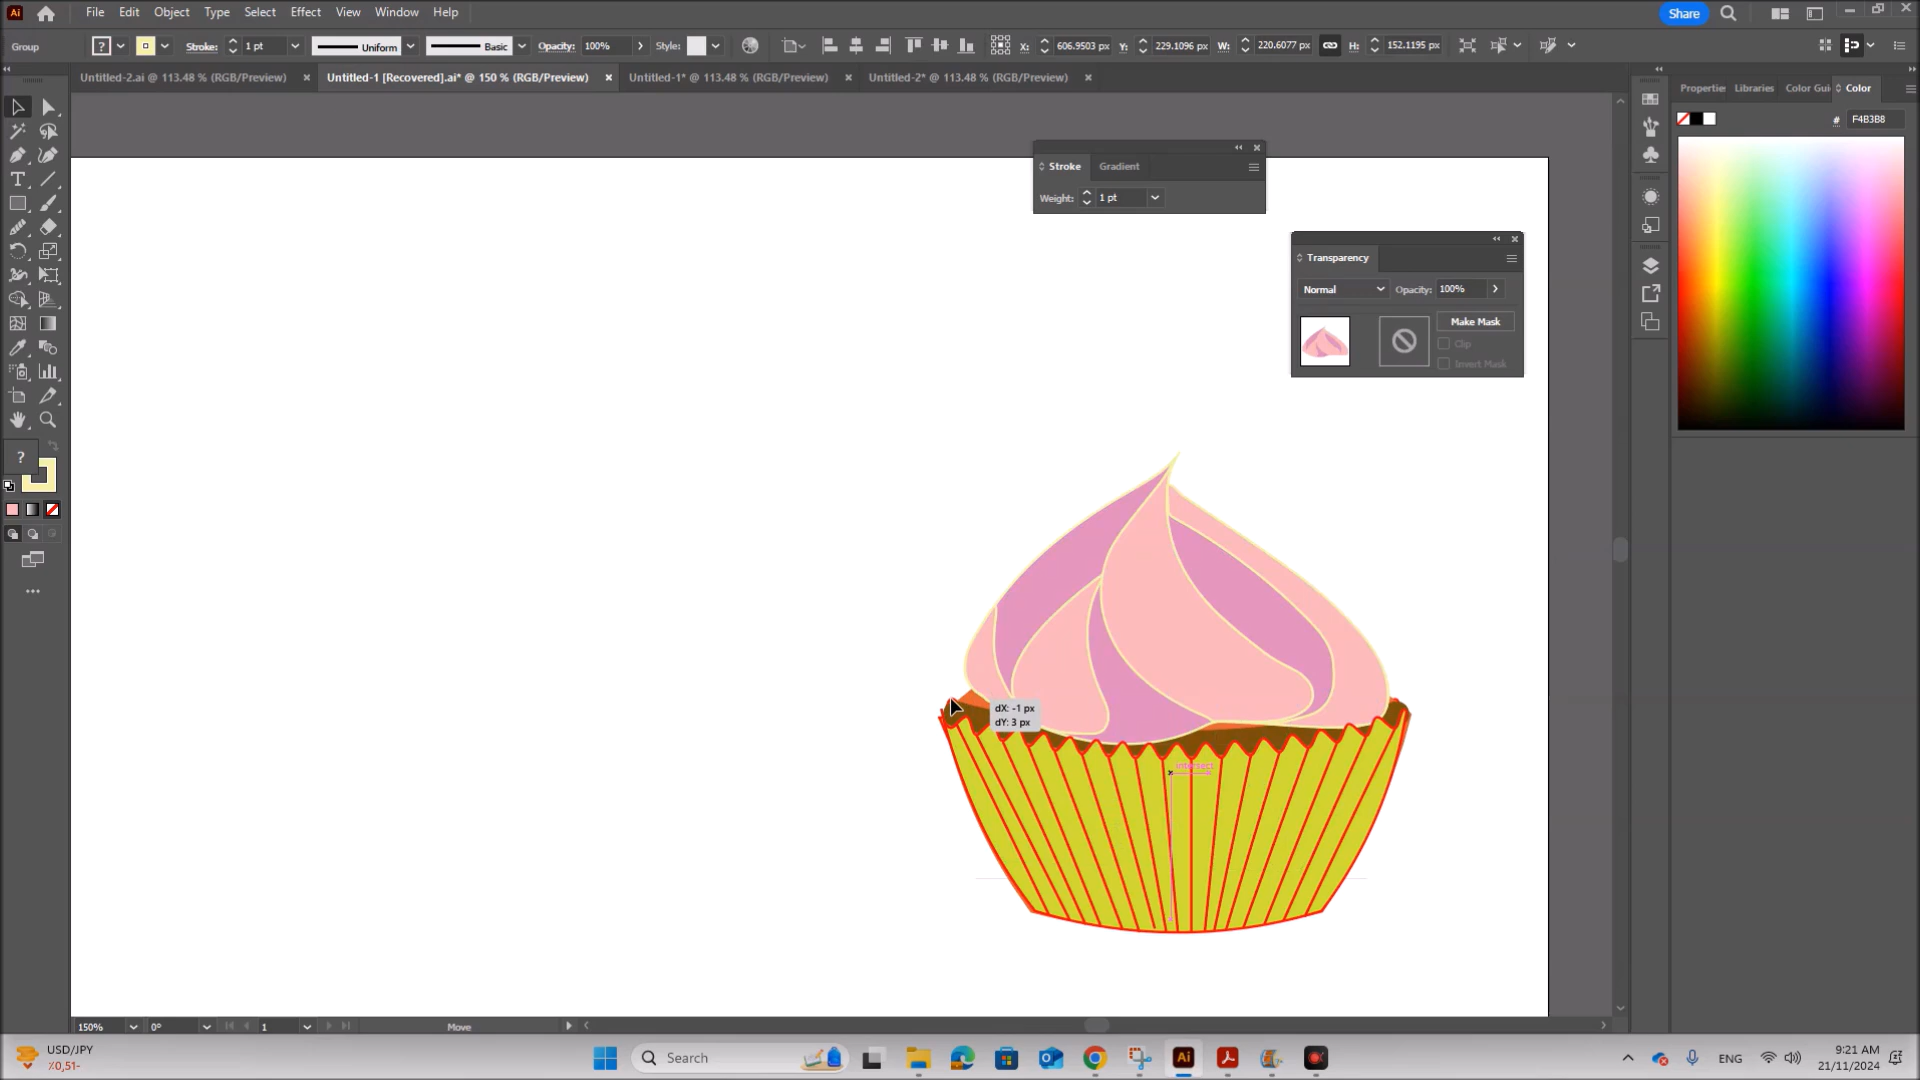 File Edit Object Type Select Effect View Window Help
Share
Group
Stroke: 1 pt Uniform Basic Opacity: 100% Style: X: 606.9503 px Y: 229.1096 px W: 220.6077 px H: 152.1195 px
Untitled-2.ai @ 113.48 % (RGB/Preview) Untitled-1 [Recovered].ai* @ 150 % (RGB/Preview) Untitled-1* @ 113.48 % (RGB/Preview) Untitled-2* @ 113.48 % (RGB/Preview)
Propertie Libraries Color Gui Color
# F4B3B8
Stroke Gradient
Weight: 1 pt
Transparency
Normal Opacity: 100%
Make Mask
Clip
Invert Mask
dX: -1 px
dY: 3 px
intersect
150% 0° 1 Move
USD/JPY
٪0,51-
Search
Ai
ENG
9:21 AM
21/11/2024